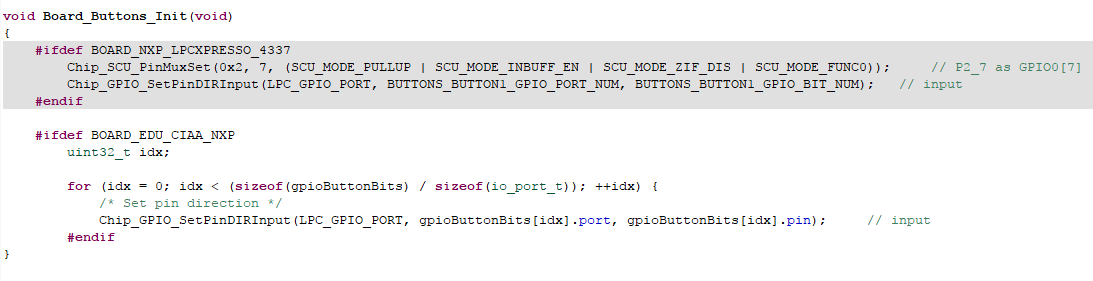 void Board_Buttons_Init(void)
{
    #ifdef BOARD_NXP_LPCXPRESSO_4337
        Chip_SCU_PinMuxSet(0x2, 7, (SCU_MODE_PULLUP | SCU_MODE_INBUFF_EN | SCU_MODE_ZIF_DIS | SCU_MODE_FUNC0));     // P2_7 as GPIO0[7]
        Chip_GPIO_SetPinDIRInput(LPC_GPIO_PORT, BUTTONS_BUTTON1_GPIO_PORT_NUM, BUTTONS_BUTTON1_GPIO_BIT_NUM);   // input
    #endif

    #ifdef BOARD_EDU_CIAA_NXP
        uint32_t idx;

        for (idx = 0; idx < (sizeof(gpioButtonBits) / sizeof(io_port_t)); ++idx) {
            /* Set pin direction */
            Chip_GPIO_SetPinDIRInput(LPC_GPIO_PORT, gpioButtonBits[idx].port, gpioButtonBits[idx].pin);     // input
        #endif
}